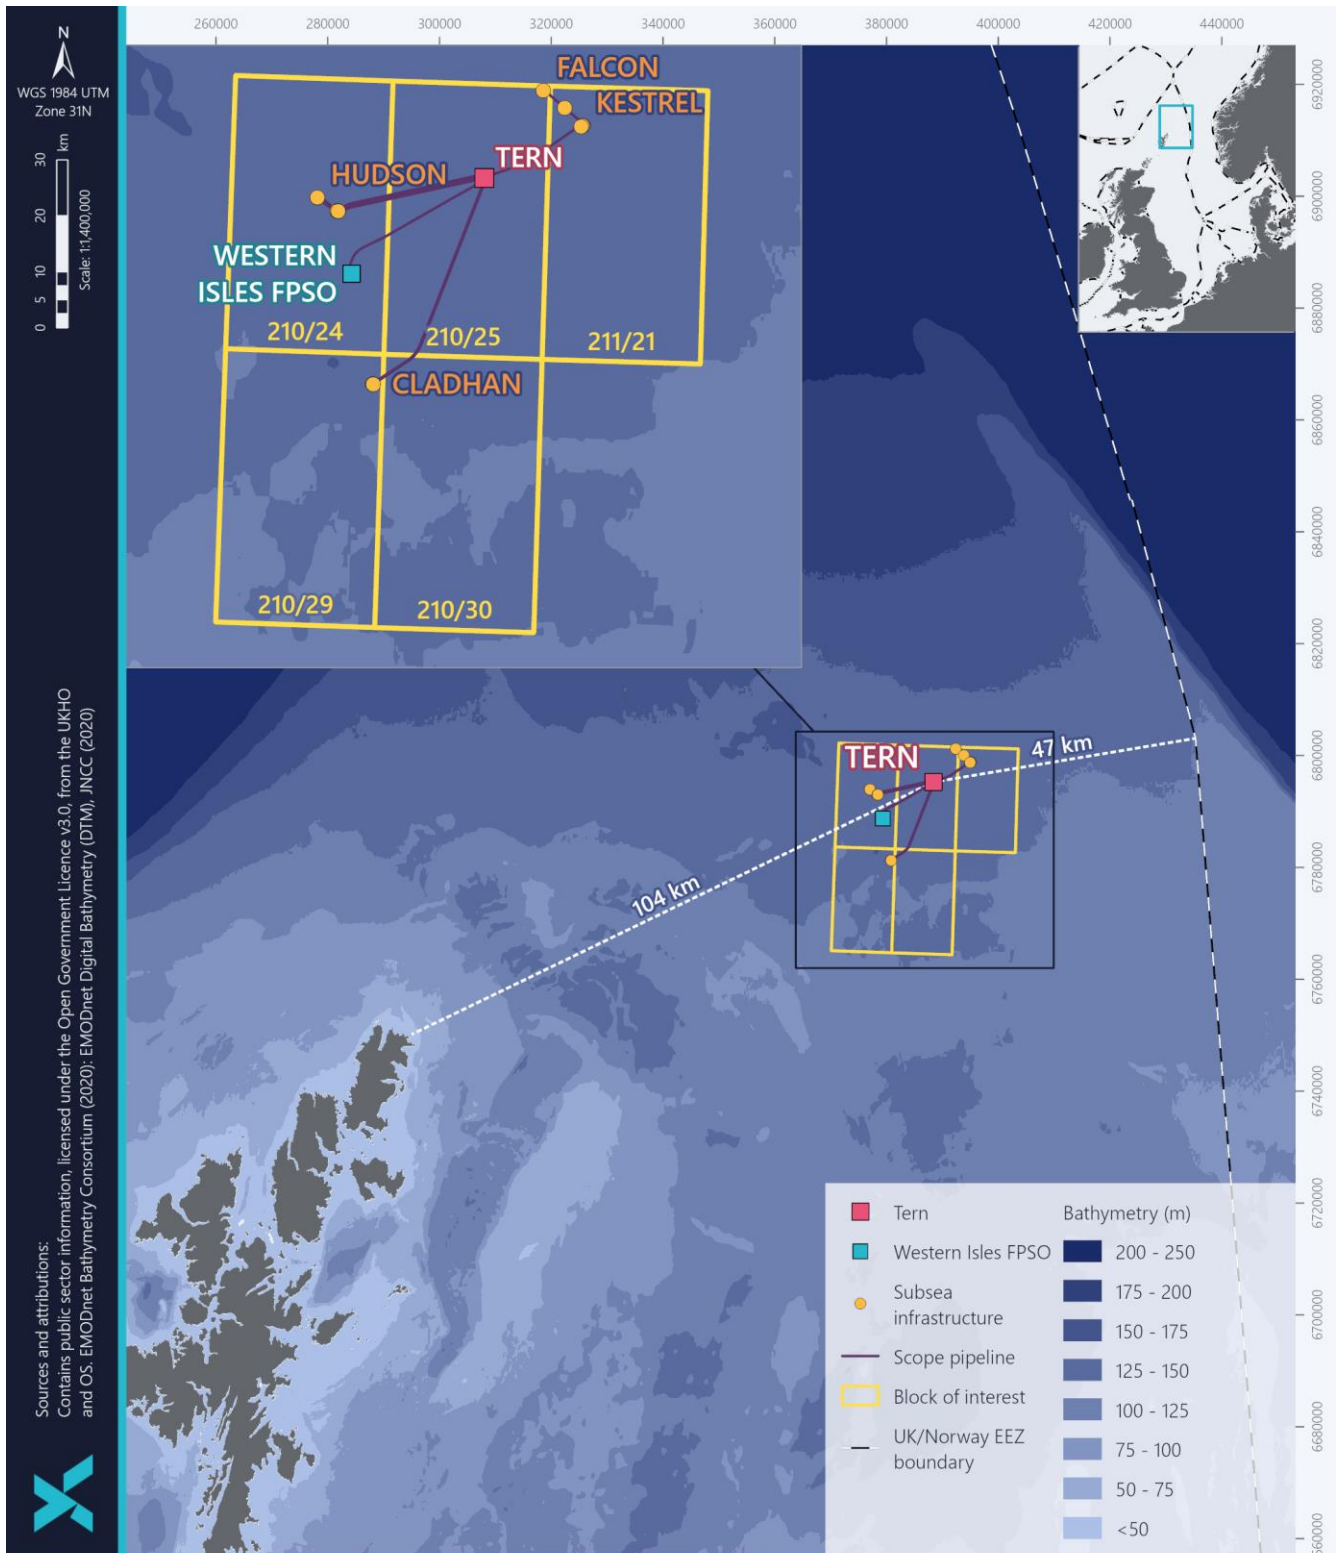 260000 280000 300000 320000 340000 360000 380000 400000 420000 440000
N
WGS 1984 UTM
Zone 31N
0 5 10 20 30 km
Scale: 1:1,400,000
Sources and attributions:
Contains public sector information, licensed under the Open Government Licence v3.0, from the UKHO
and OS. EMODnet Bathymetry Consortium (2020): EMODnet Digital Bathymetry (DTM), JNCC (2020)
FALCON
KESTREL
TERN
HUDSON
WESTERN
ISLES FPSO
210/24
210/25
211/21
CLADHAN
210/29
210/30
TERN
47 km
104 km
6920000
6900000
6880000
6860000
6840000
6820000
6800000
6780000
6760000
6740000
6720000
6700000
6680000
Tern
Western Isles FPSO
Subsea
infrastructure
Scope pipeline
Block of interest
UK/Norway EEZ
boundary
Bathymetry (m)
200 - 250
175 - 200
150 - 175
125 - 150
100 - 125
75 - 100
50 - 75
<50